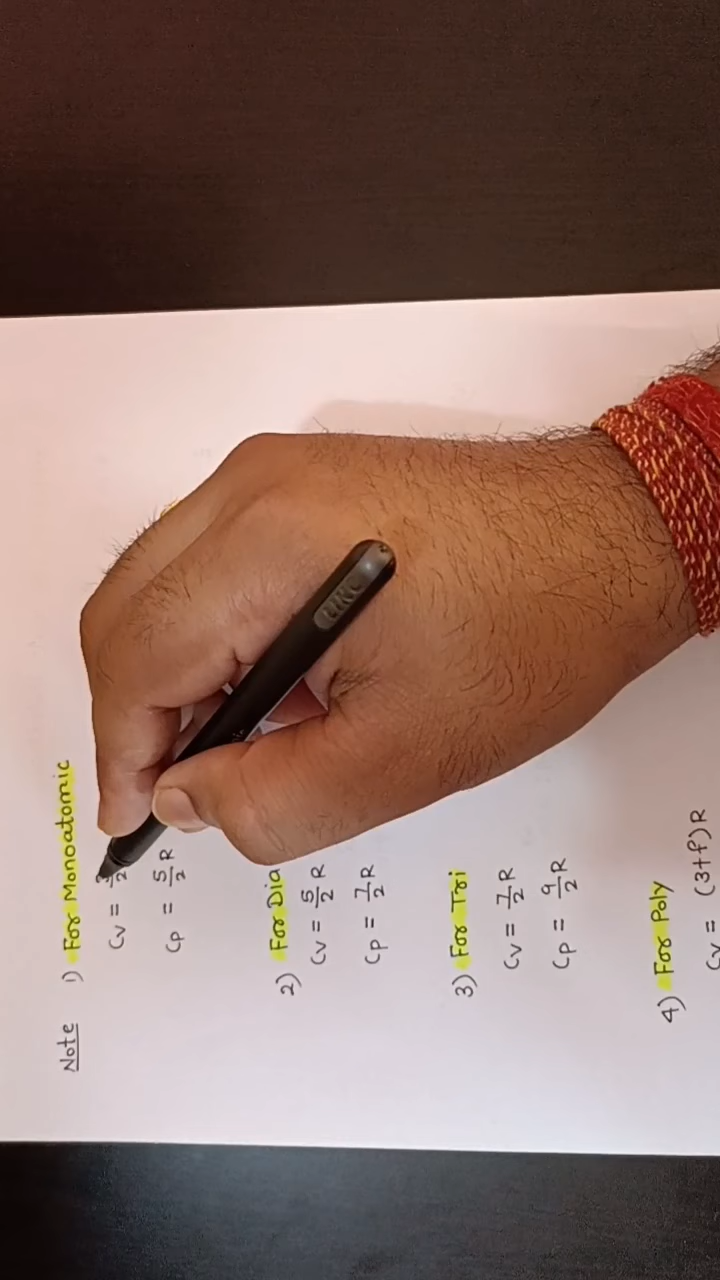 Note 1) For Monoatomic
Cv =
Cp = 5/2 R
2) For Dia
Cv = 5/2 R
Cp = 7/2 R
3) For Tri
Cv = 7/2 R
Cp = 9/2 R
4) For Poly
Cv = (3+f)R
LINC